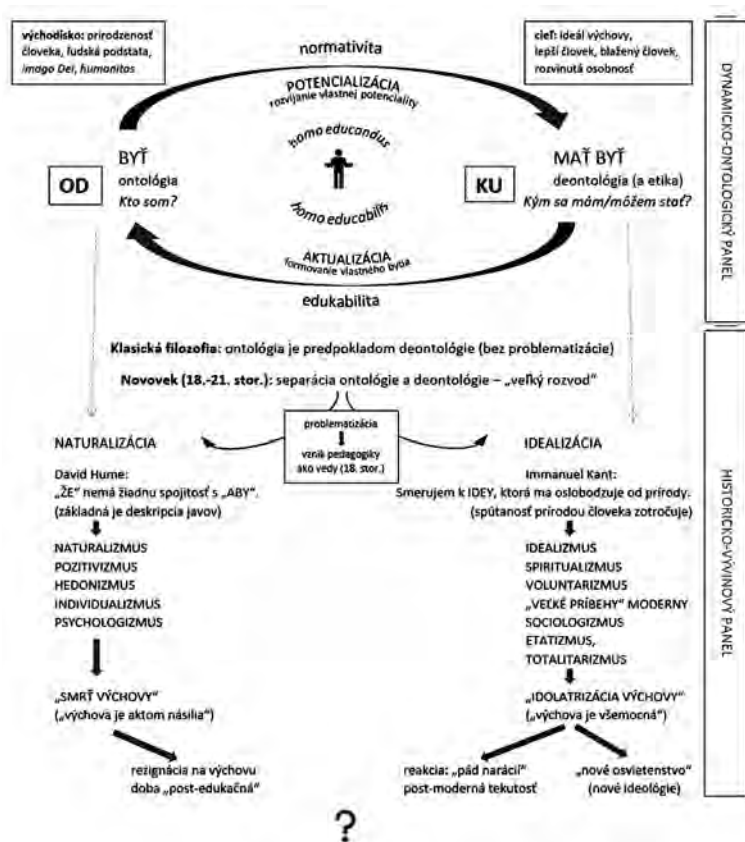 východisko: prirodzenosť
človeka, ľudská podstata,
imago Dei, humanitas
normativita
cieľ: ideál výchovy,
lepší človek, blažený človek,
rozvinutá osobnosť
POTENCIALIZÁCIA
rozvíjanie vlastnej potenciality
homo educandus
OD
BYŤ
ontológia
Kto som?
KU
MAŤ BYŤ
deontológia (a etika)
Kým sa mám/môžem stať?
homo educabilis
AKTUALIZÁCIA
formovanie vlastného bytia
edukabilita
DYNAMICKO-ONTOLOGICKÝ PANEL
Klasická filozofia: ontológia je predpokladom deontológie (bez problematizácie)
Novovek (18.-21. stor.): separácia ontológie a deontológie – „veľký rozvod“
problematizácia
vznik pedagogiky
ako vedy (18. stor.)
NATURALIZÁCIA
David Hume:
„ŽE“ nemá žiadnu spojitosť s „ABY“.
(základná je deskripcia javov)
NATURALIZMUS
POZITIVIZMUS
HEDONIZMUS
INDIVIDUALIZMUS
PSYCHOLOGIZMUS
„SMRŤ VÝCHOVY“
(„výchova je aktom násilia“)
rezignácia na výchovu
doba „post-edukačná“
IDEALIZÁCIA
Immanuel Kant:
Smerujem k IDEY, ktorá ma oslobodzuje od prírody.
(spútanosť prírodou človeka zotročuje)
IDEALIZMUS
SPIRITUALIZMUS
VOLUNTARIZMUS
„VEĽKÉ PRÍBEHY“ MODERNY
SOCIOLOGIZMUS
ETATIZMUS,
TOTALITARIZMUS
„IDOLATRIZÁCIA VÝCHOVY“
(„výchova je všemocná“)
reakcia: „pád narácií“
post-moderná tekutosť
„nové osvietenstvo“
(nové ideológie)
HISTORICKO-VÝVINOVÝ PANEL
?